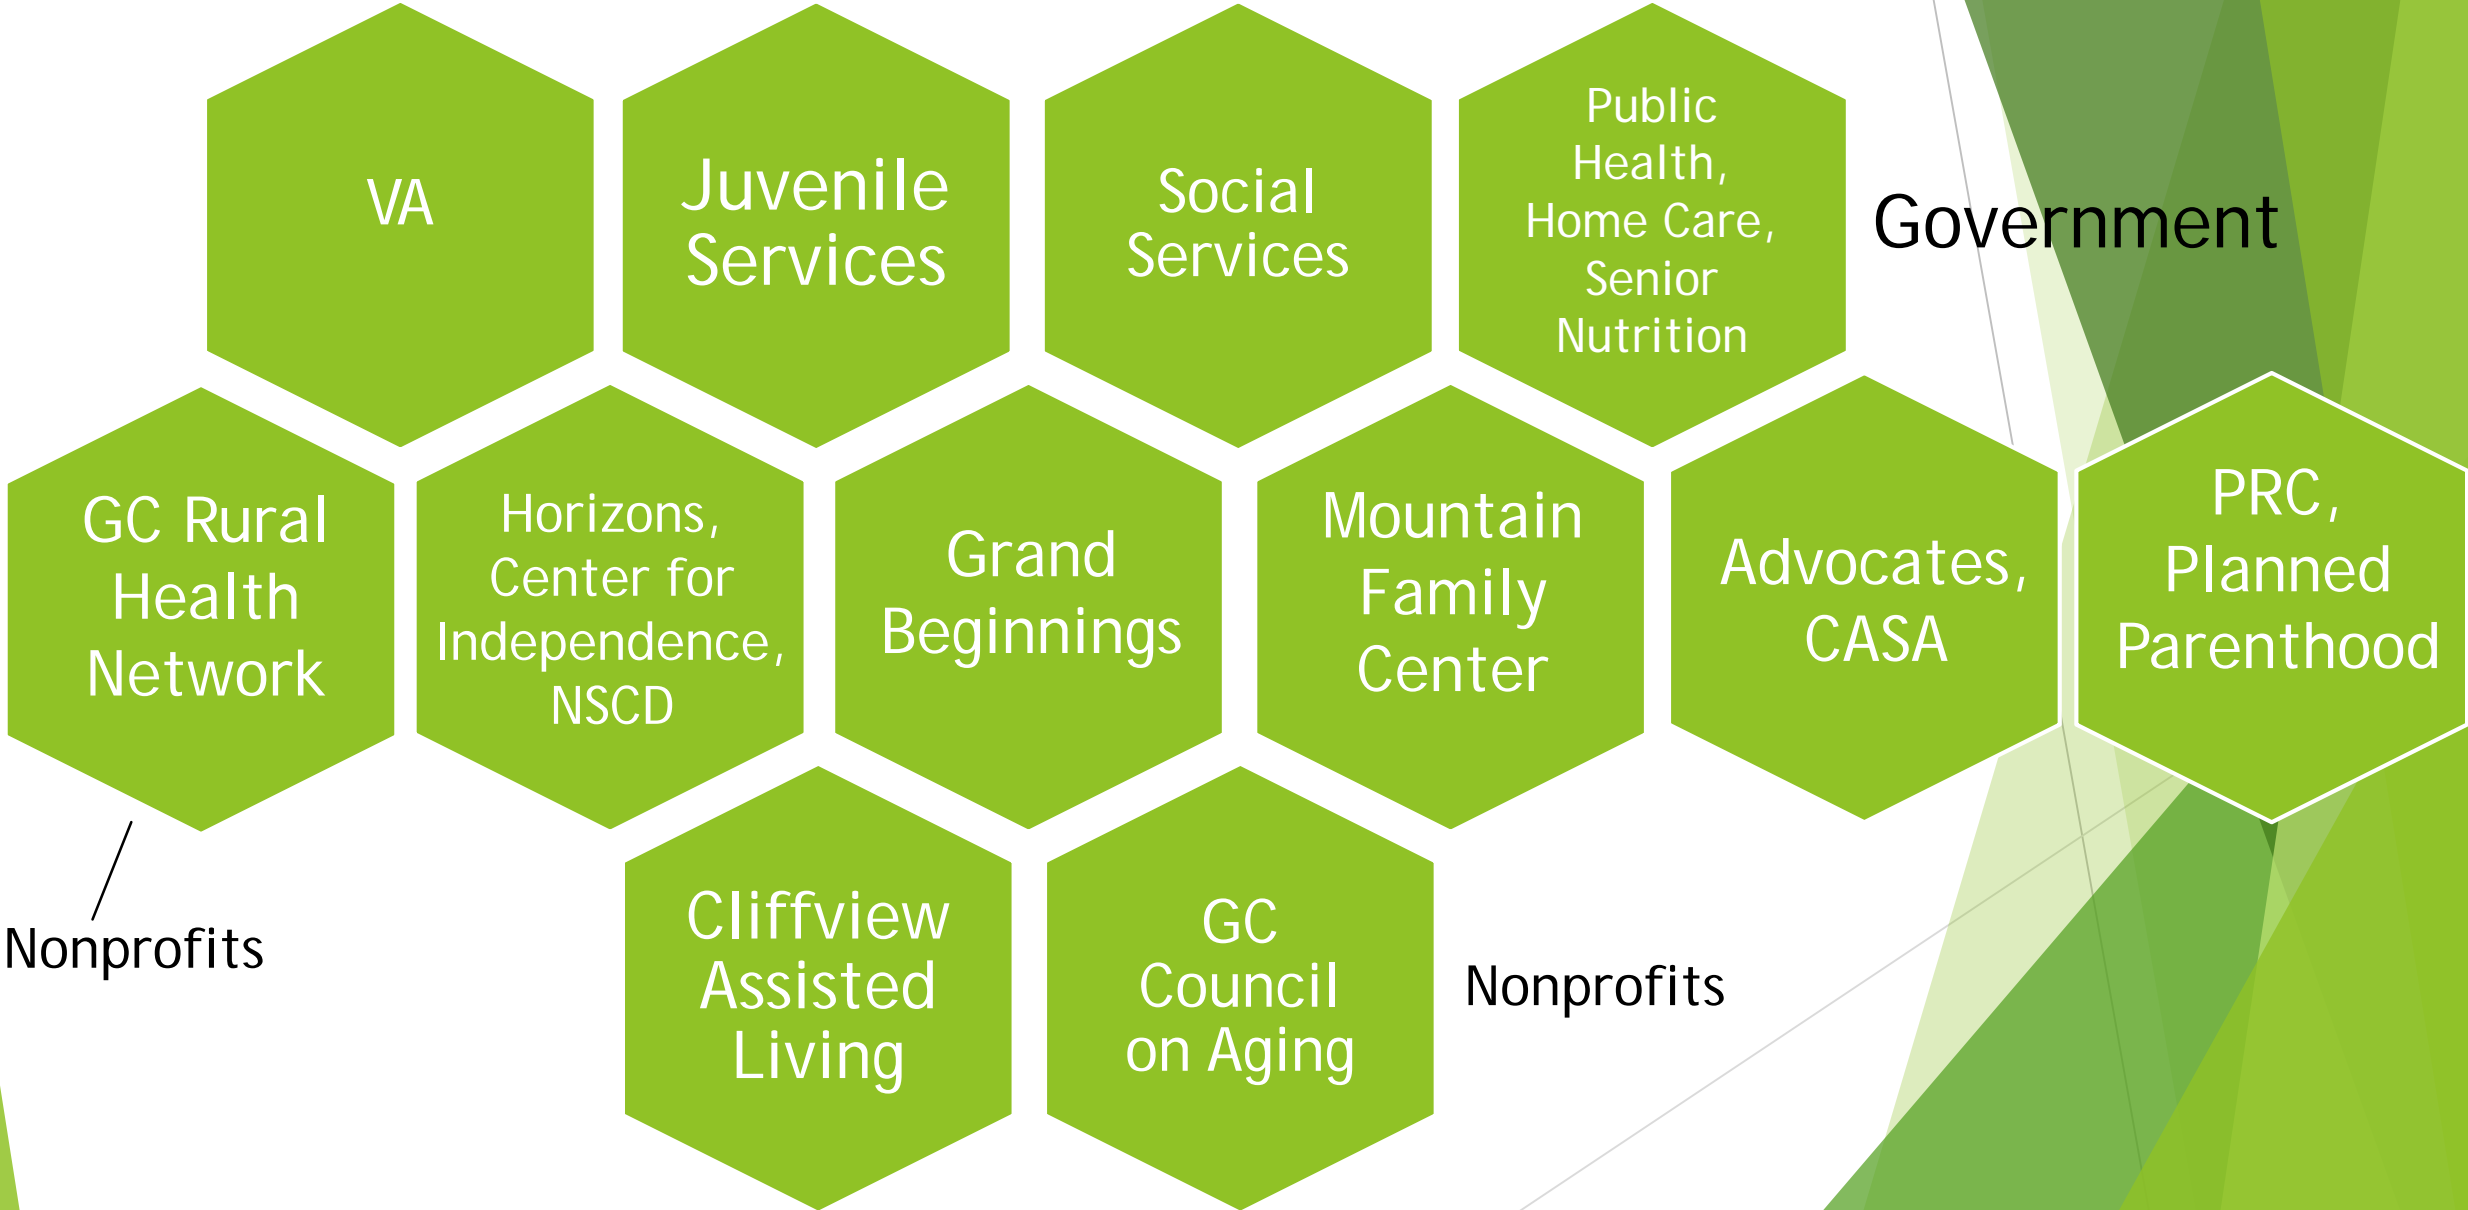 VA
Juvenile
Services
Social
Services
Public
Health,
Home Care,
Senior
Nutrition
Government
GC Rural
Health
Network
Horizons,
Center for
Independence,
NSCD
Grand
Beginnings
Mountain
Family
Center
Advocates,
CASA
PRC,
Planned
Parenthood
Nonprofits
Cliffview
Assisted
Living
GC
Council
on Aging
Nonprofits